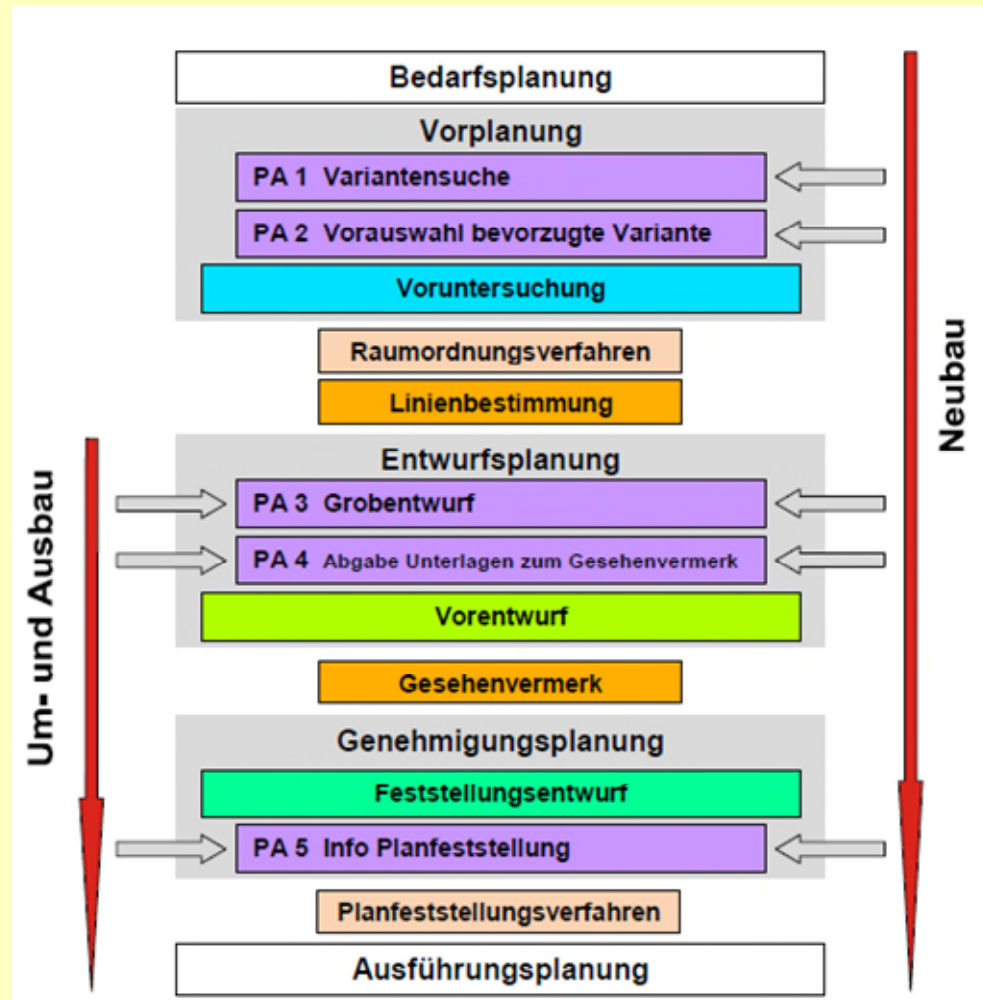 Bedarfsplanung
Vorplanung
PA 1 Variantensuche
PA 2 Vorauswahl bevorzugte Variante
Voruntersuchung
Raumordnungsverfahren
Linienbestimmung
Entwurfsplanung
PA 3 Grobentwurf
PA 4 Abgabe Unterlagen zum Gesehenvermerk
Vorentwurf
Gesehenvermerk
Genehmigungsplanung
Feststellungsentwurf
PA 5 Info Planfeststellung
Planfeststellungsverfahren
Ausführungsplanung
Um- und Ausbau
Neubau